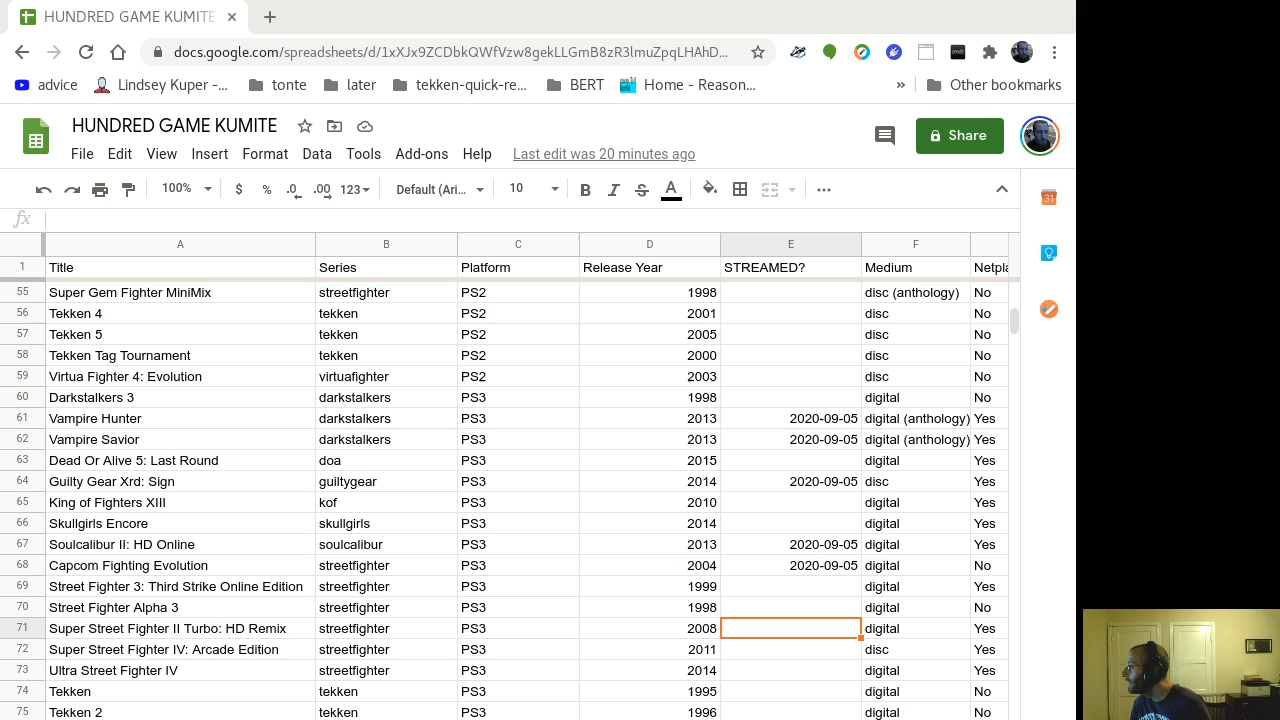 HUNDRED GAME KUMITE
docs.google.com/spreadsheets/d/1xXJx9ZCDbkQWfVzw8gekLLGmB8zR3lmuZpqLHAhD...
advice Lindsey Kuper -... tonte later tekken-quick-re... BERT Home - Reason... » Other bookmarks
HUNDRED GAME KUMITE
Share
File Edit View Insert Format Data Tools Add-ons Help Last edit was 20 minutes ago
100% $ % .0 .00 123 Default (Ari... 10 B I S A
fx
A B C D E F
1 Title Series Platform Release Year STREAMED? Medium Netpla
55 Super Gem Fighter MiniMix streetfighter PS2 1998 disc (anthology) No
56 Tekken 4 tekken PS2 2001 disc No
57 Tekken 5 tekken PS2 2005 disc No
58 Tekken Tag Tournament tekken PS2 2000 disc No
59 Virtua Fighter 4: Evolution virtuafighter PS2 2003 disc No
60 Darkstalkers 3 darkstalkers PS3 1998 digital No
61 Vampire Hunter darkstalkers PS3 2013 2020-09-05 digital (anthology) Yes
62 Vampire Savior darkstalkers PS3 2013 2020-09-05 digital (anthology) Yes
63 Dead Or Alive 5: Last Round doa PS3 2015 digital Yes
64 Guilty Gear Xrd: Sign guiltygear PS3 2014 2020-09-05 disc Yes
65 King of Fighters XIII kof PS3 2010 digital Yes
66 Skullgirls Encore skullgirls PS3 2014 digital Yes
67 Soulcalibur II: HD Online soulcalibur PS3 2013 2020-09-05 digital Yes
68 Capcom Fighting Evolution streetfighter PS3 2004 2020-09-05 digital No
69 Street Fighter 3: Third Strike Online Edition streetfighter PS3 1999 digital Yes
70 Street Fighter Alpha 3 streetfighter PS3 1998 digital No
71 Super Street Fighter II Turbo: HD Remix streetfighter PS3 2008 digital Yes
72 Super Street Fighter IV: Arcade Edition streetfighter PS3 2011 disc Yes
73 Ultra Street Fighter IV streetfighter PS3 2014 digital Yes
74 Tekken tekken PS3 1995 digital No
75 Tekken 2 tekken PS3 1996 digital No
31